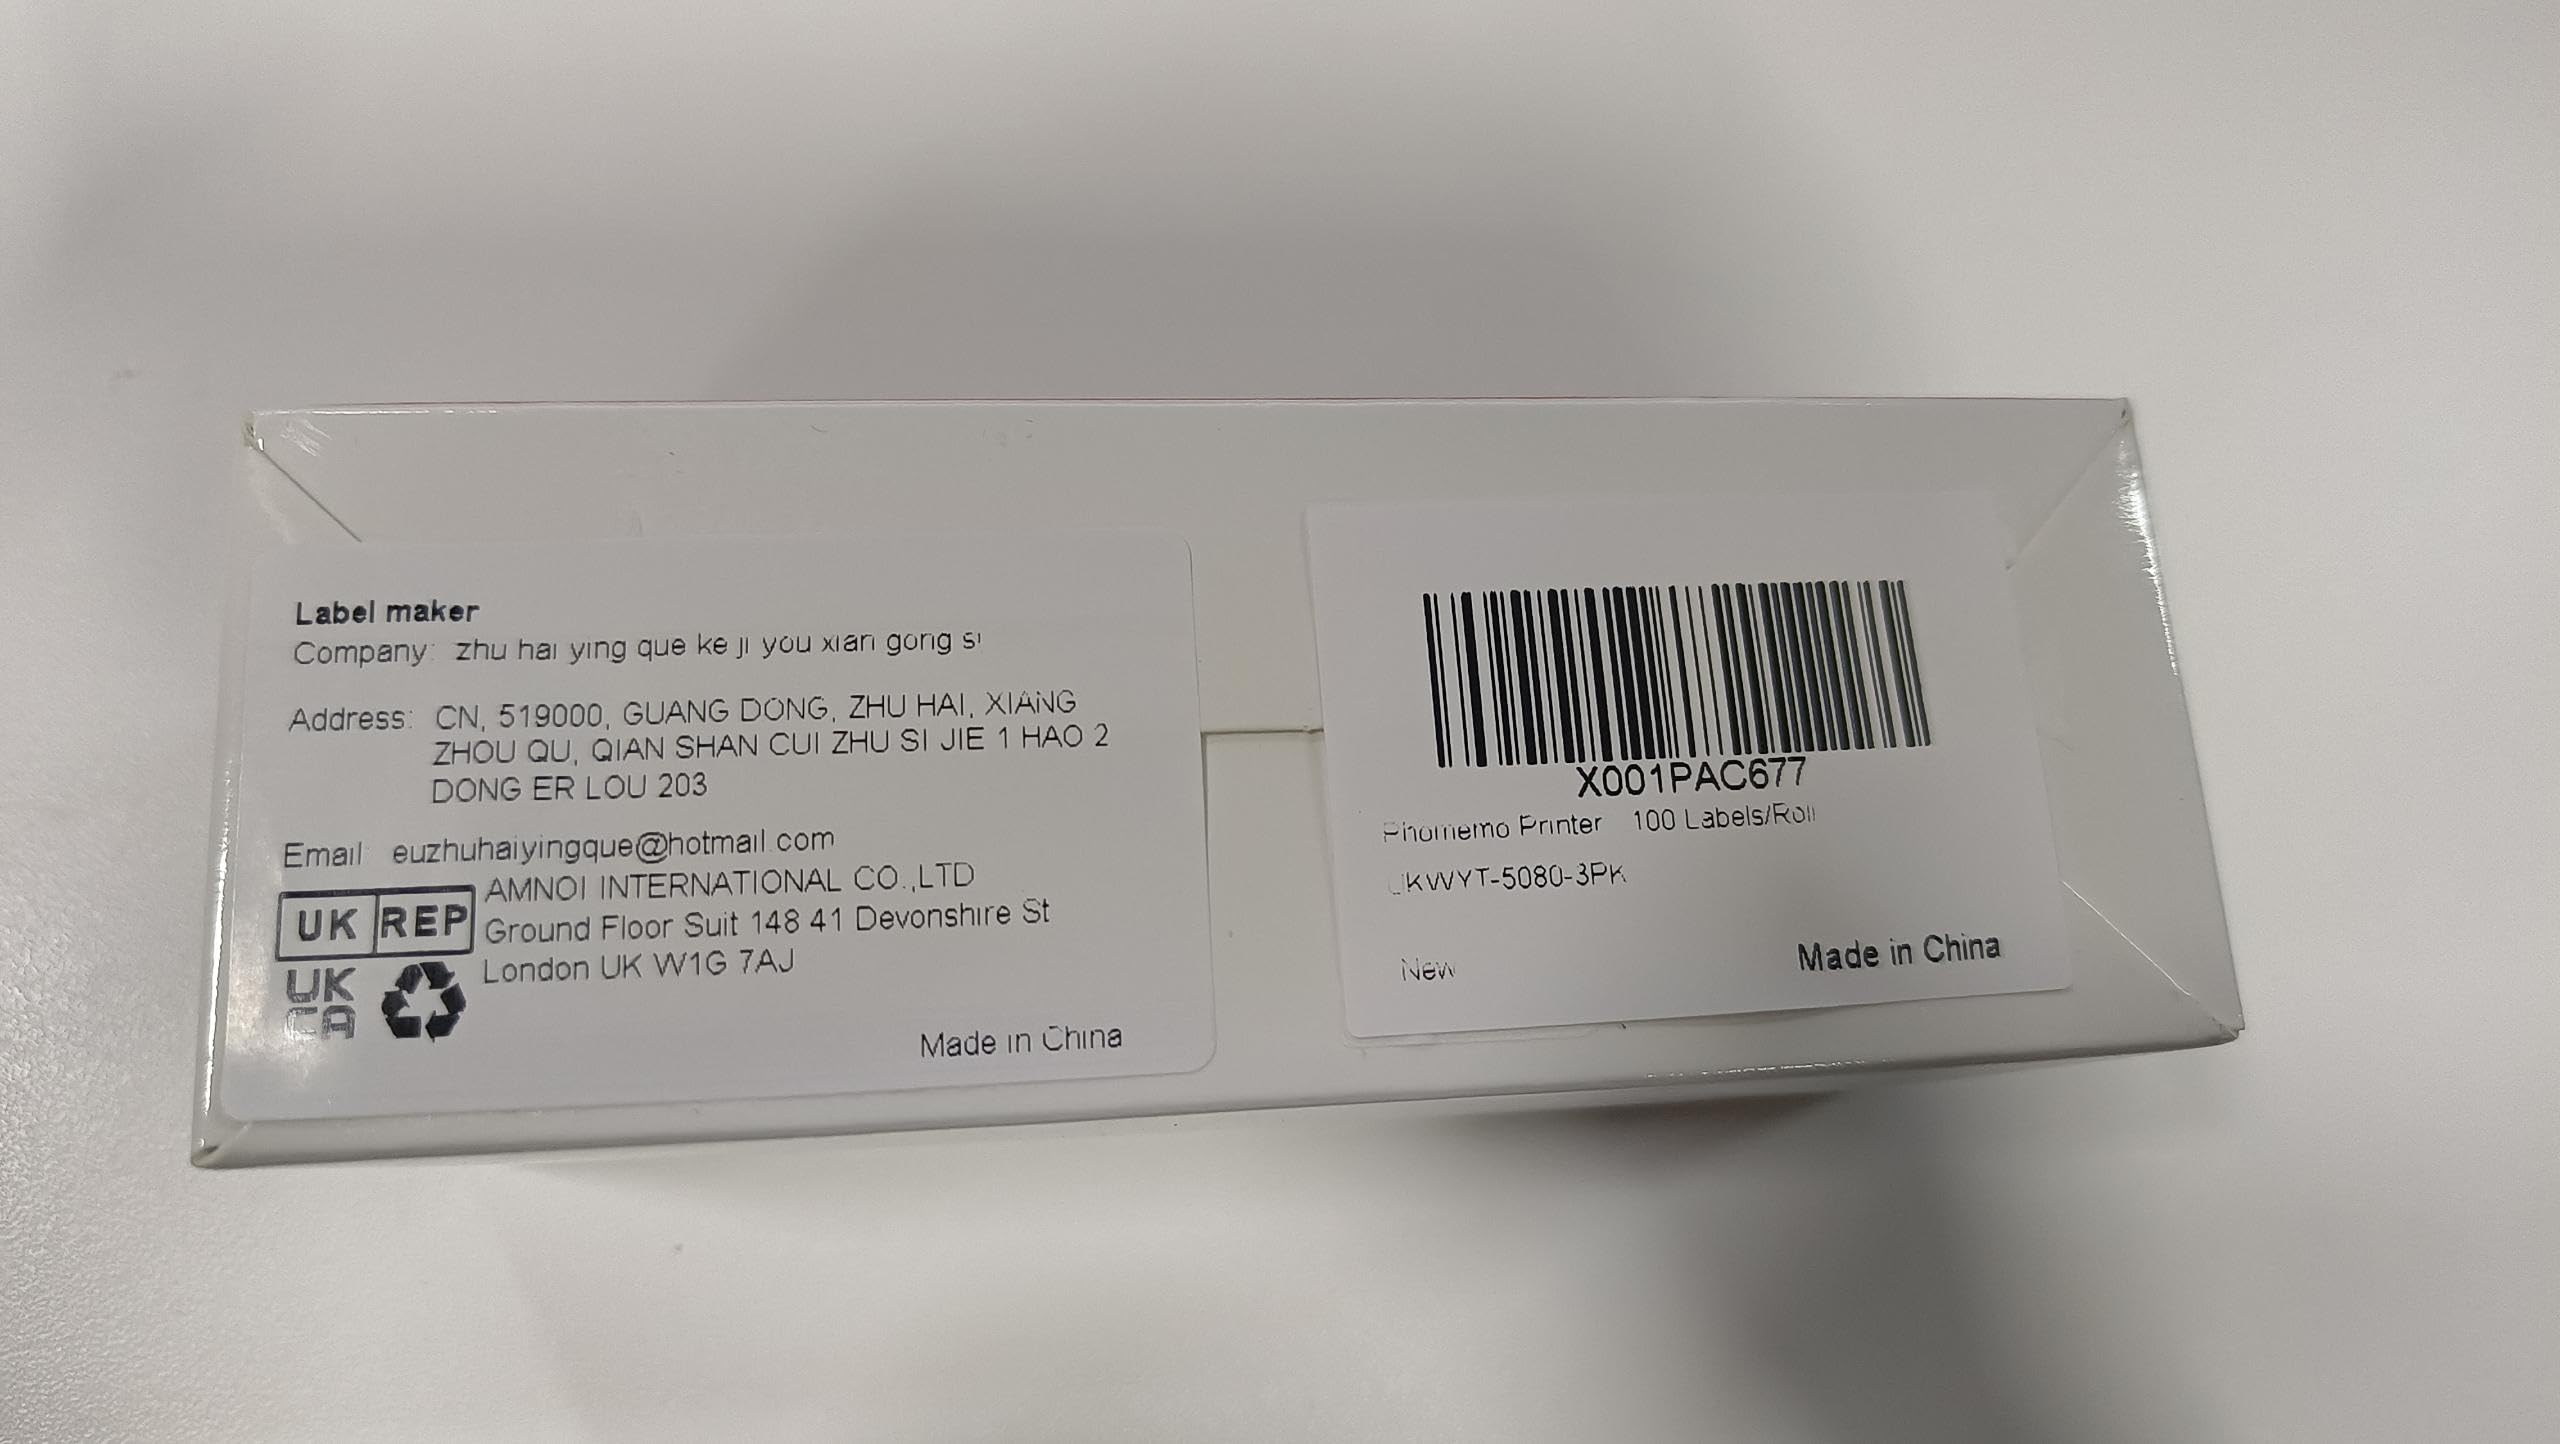 Label maker
Company: zhu hai ying que ke ji you xian gong si
Address: CN, 519000, GUANG DONG, ZHU HAI, XIANG
ZHOU QU, QIAN SHAN CUI ZHU SI JIE 1 HAO 2
DONG ER LOU 203
Email euzhuhaiyingque@hotmail.com
UK REP
AMNOI INTERNATIONAL CO.,LTD
Ground Floor Suit 148 41 Devonshire St
London UK W1G 7AJ
UK
CA
Made in China
X001PAC677
Phomemo Printer 100 Labels/Roll
UKWYT-5080-3PK
New
Made in China